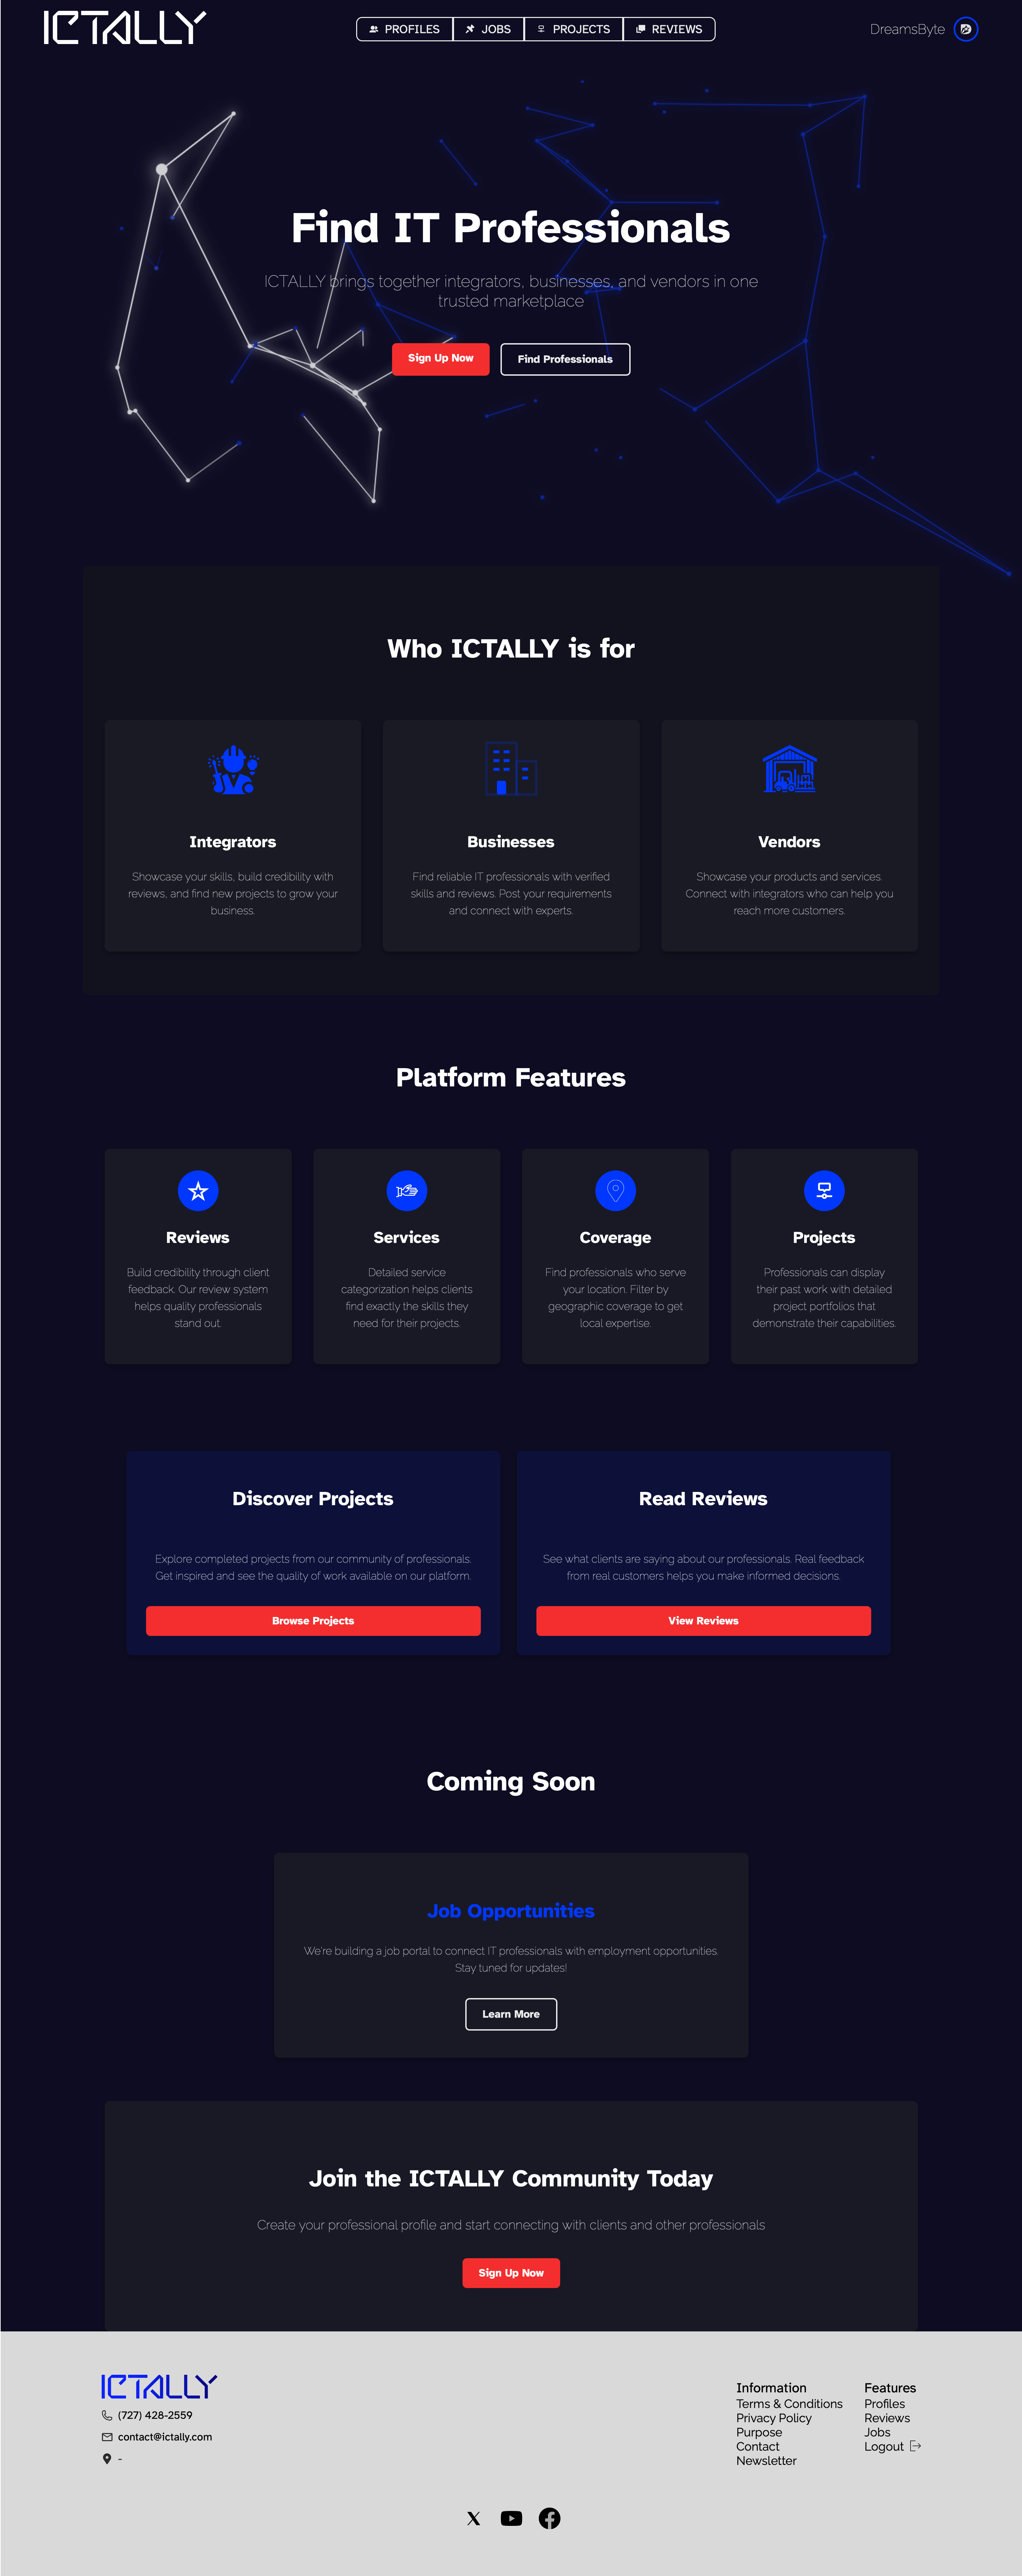 ICTALLY
PROFILES
JOBS
PROJECTS
REVIEWS
DreamsByte
Find IT Professionals
ICTALLY brings together integrators, businesses, and vendors in one
trusted marketplace
Sign Up Now
Find Professionals
Who ICTALLY is for
Integrators
Showcase your skills, build credibility with
reviews, and find new projects to grow your
business.
Businesses
Find reliable IT professionals with verified
skills and reviews. Post your requirements
and connect with experts.
Vendors
Showcase your products and services.
Connect with integrators who can help you
reach more customers.
Platform Features
Reviews
Build credibility through client
feedback. Our review system
helps quality professionals
stand out.
Services
Detailed service
categorization helps clients
find exactly the skills they
need for their projects.
Coverage
Find professionals who serve
your location. Filter by
geographic coverage to get
local expertise.
Projects
Professionals can display
their past work with detailed
project portfolios that
demonstrate their capabilities.
Discover Projects
Explore completed projects from our community of professionals.
Get inspired and see the quality of work available on our platform.
Browse Projects
Read Reviews
See what clients are saying about our professionals. Real feedback
from real customers helps you make informed decisions.
View Reviews
Coming Soon
Job Opportunities
We're building a job portal to connect IT professionals with employment opportunities.
Stay tuned for updates!
Learn More
Join the ICTALLY Community Today
Create your professional profile and start connecting with clients and other professionals
Sign Up Now
ICTALLY
(727) 428-2559
contact@ictally.com
-
Information
Terms & Conditions
Privacy Policy
Purpose
Contact
Newsletter
Features
Profiles
Reviews
Jobs
Logout